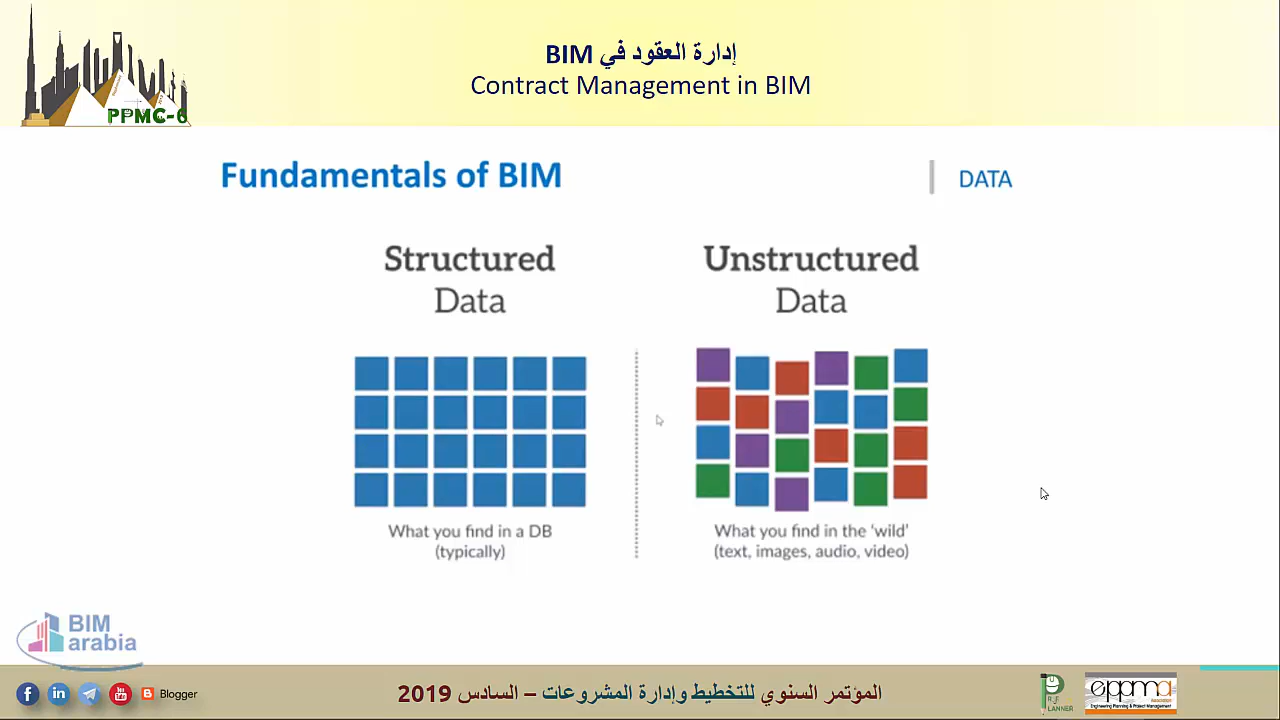 إدارة العقود في BIM
Contract Management in BIM
PPMC-6
Fundamentals of BIM
DATA
Structured
Data
Unstructured
Data
What you find in a DB
(typically)
What you find in the 'wild'
(text, images, audio, video)
BIM
arabia
Blogger
المؤتمر السنوي للتخطيط وإدارة المشروعات – السادس 2019
PLANNER
eppma
Engineering Planning & Project Management